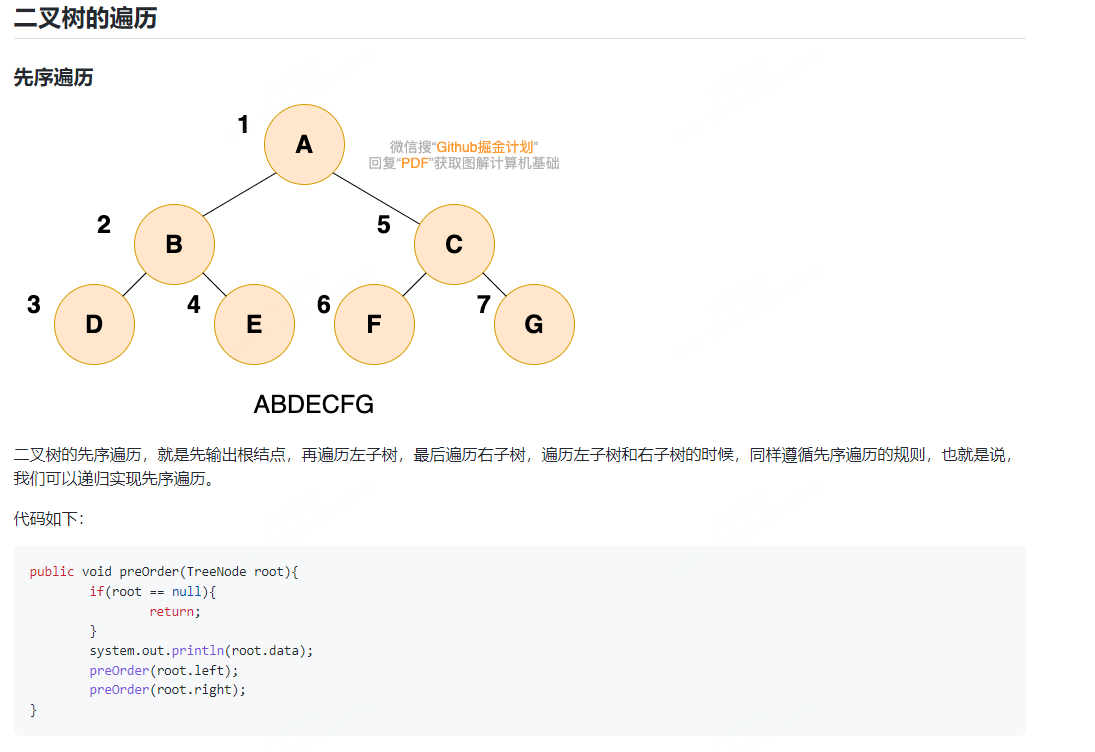 二叉树的遍历
先序遍历
1
A
微信搜“Github掘金计划”
回复“PDF”获取图解计算机基础
2
B
5
C
3
D
4
E
6
F
7
G
ABDECFG
二叉树的先序遍历，就是先输出根结点，再遍历左子树，最后遍历右子树，遍历左子树和右子树的时候，同样遵循先序遍历的规则，也就是说，
我们可以递归实现先序遍历。
代码如下：
public void preOrder(TreeNode root){
        if(root == null){
                return;
        }
        system.out.println(root.data);
        preOrder(root.left);
        preOrder(root.right);
}